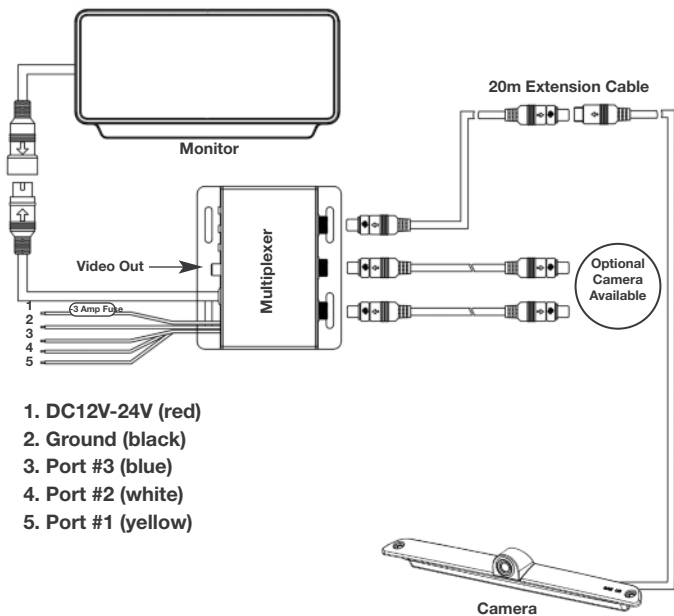 20m Extension Cable
Monitor
Multiplexer
Video Out
Optional
Camera
Available
1
3 Amp Fuse
2
3
4
5
1. DC12V-24V (red)
2. Ground (black)
3. Port #3 (blue)
4. Port #2 (white)
5. Port #1 (yellow)
Camera